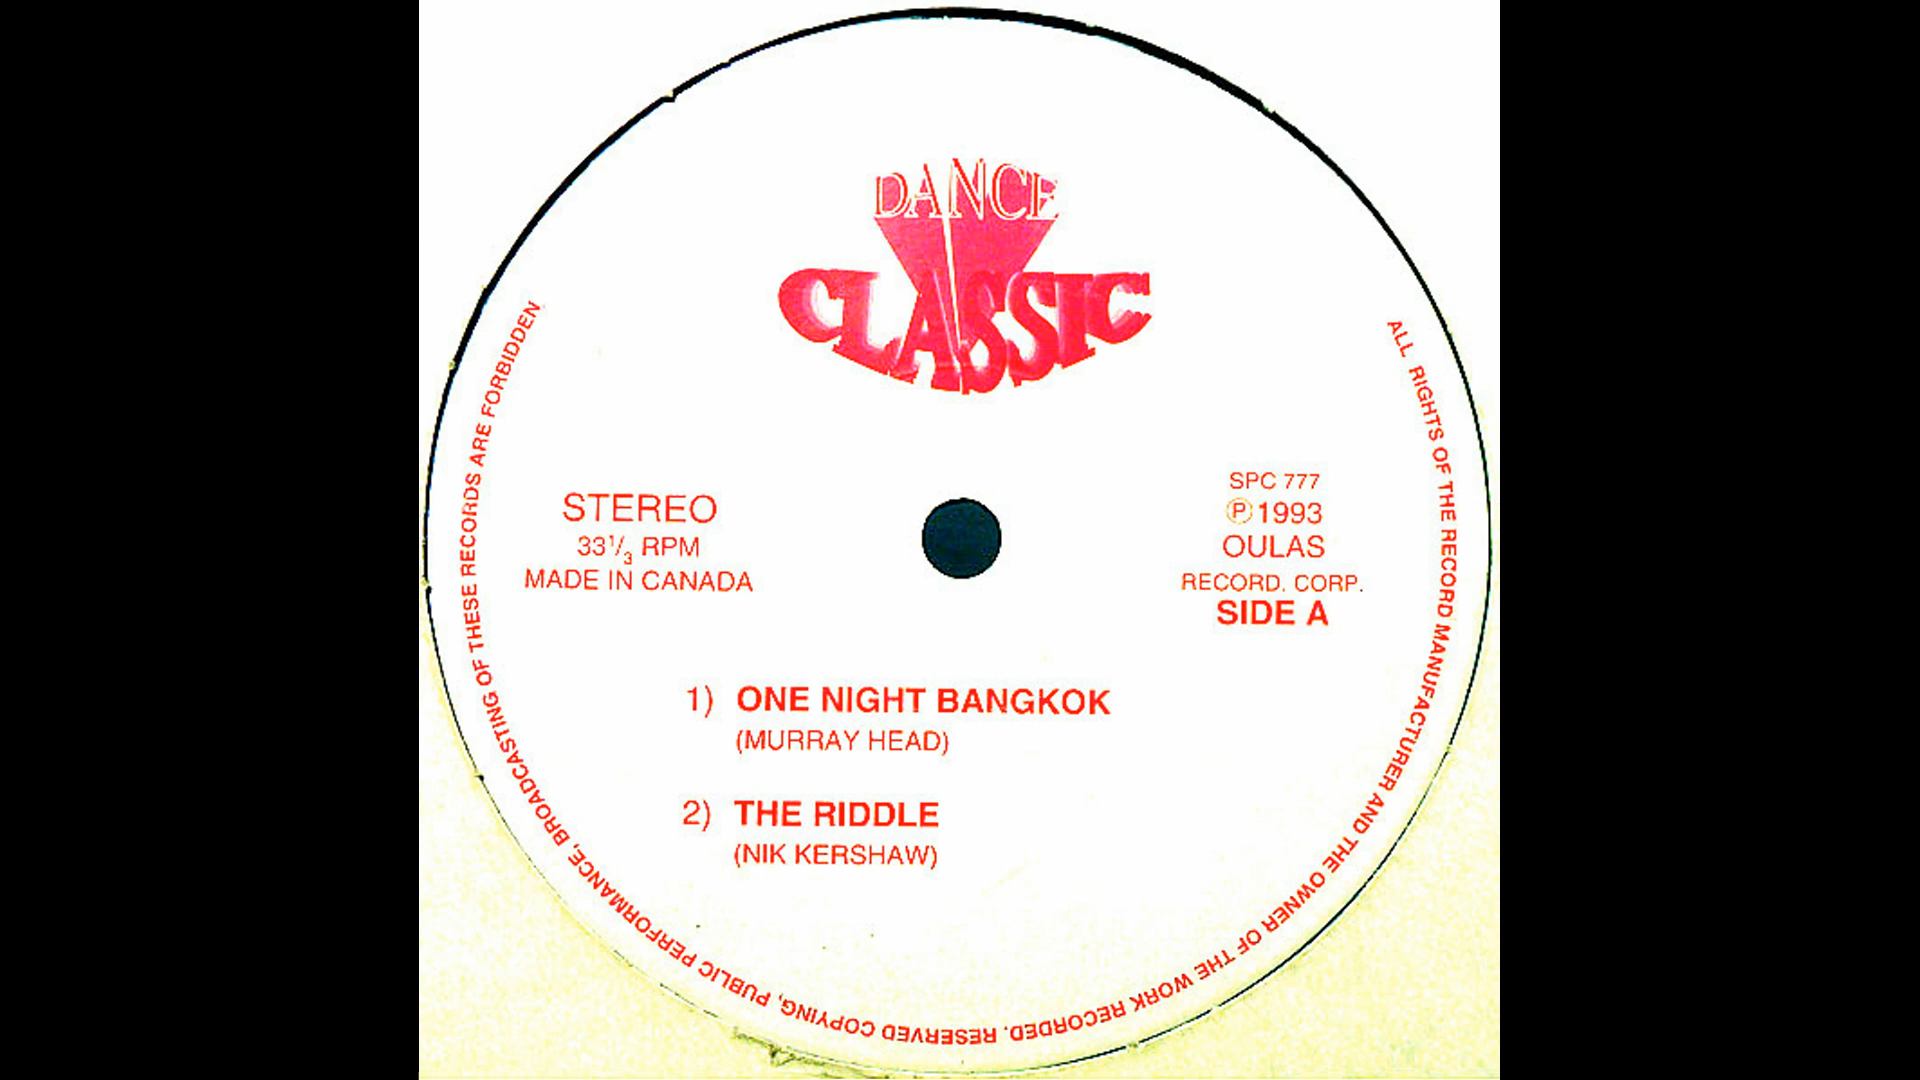 DANCE
CLASSIC
STEREO
33⅓ RPM
MADE IN CANADA
SPC 777
℗ 1993
OULAS
RECORD. CORP.
SIDE A
1) ONE NIGHT BANGKOK
(MURRAY HEAD)
2) THE RIDDLE
(NIK KERSHAW)
ALL RIGHTS OF THE RECORD MANUFACTURER AND THE OWNER OF THE WORK RECORDED. RESERVED COPYING, PUBLIC PERFORMANCE, BROADCASTING OF THESE RECORDS ARE FORBIDDEN